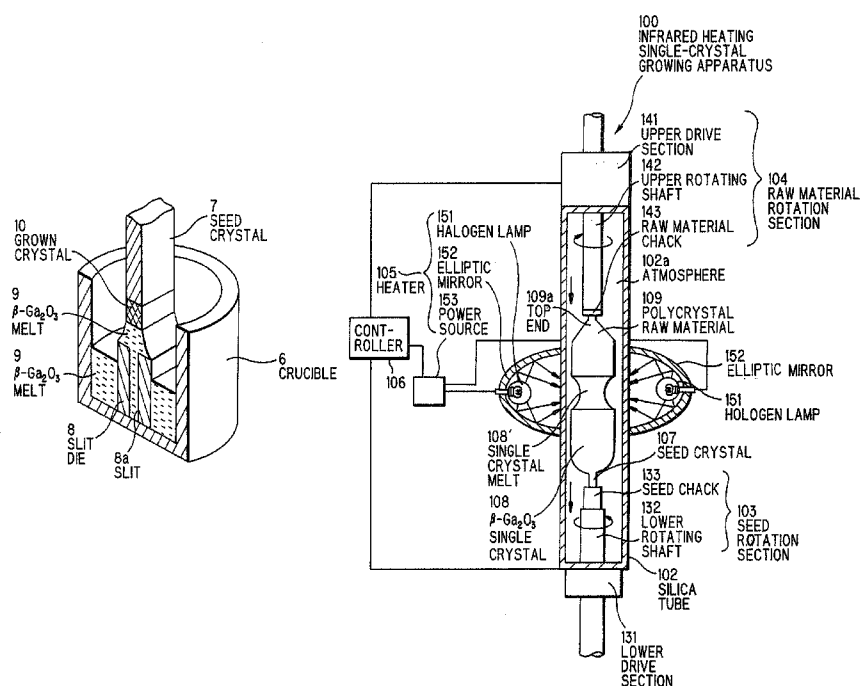 100
INFRARED HEATING
SINGLE-CRYSTAL
GROWING APPARATUS
141
UPPER DRIVE
SECTION
142
UPPER ROTATING
SHAFT
143
RAW MATERIAL
CHACK
104
RAW MATERIAL
ROTATION
SECTION
102a
ATMOSPHERE
109
POLYCRYSTAL
RAW MATERIAL
109a
TOP
END
151
HALOGEN LAMP
152
ELLIPTIC
MIRROR
153
POWER
SOURCE
105
HEATER
CONT-
ROLLER
106
152
ELLIPTIC MIRROR
151
HOLOGEN LAMP
107
SEED CRYSTAL
133
SEED CHACK
132
LOWER
ROTATING
SHAFT
103
SEED
ROTATION
SECTION
108'
SINGLE
CRYSTAL
MELT
108
β-Ga₂O₃
SINGLE
CRYSTAL
102
SILICA
TUBE
131
LOWER
DRIVE
SECTION
7
SEED
CRYSTAL
10
GROWN
CRYSTAL
9
β-Ga₂O₃
MELT
9
β-Ga₂O₃
MELT
6
CRUCIBLE
8
SLIT
DIE
8a
SLIT